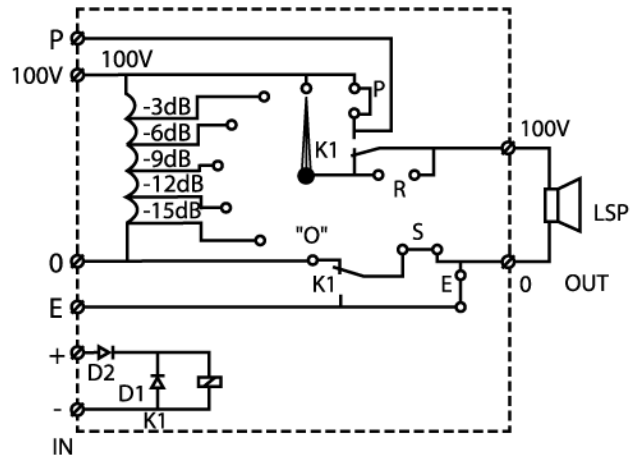 P
100V
100V
P
-3dB
-6dB
-9dB
-12dB
-15dB
K1
R
100V
LSP
0
"O"
K1
S
E
0
OUT
E
+
D2
D1
-
K1
IN